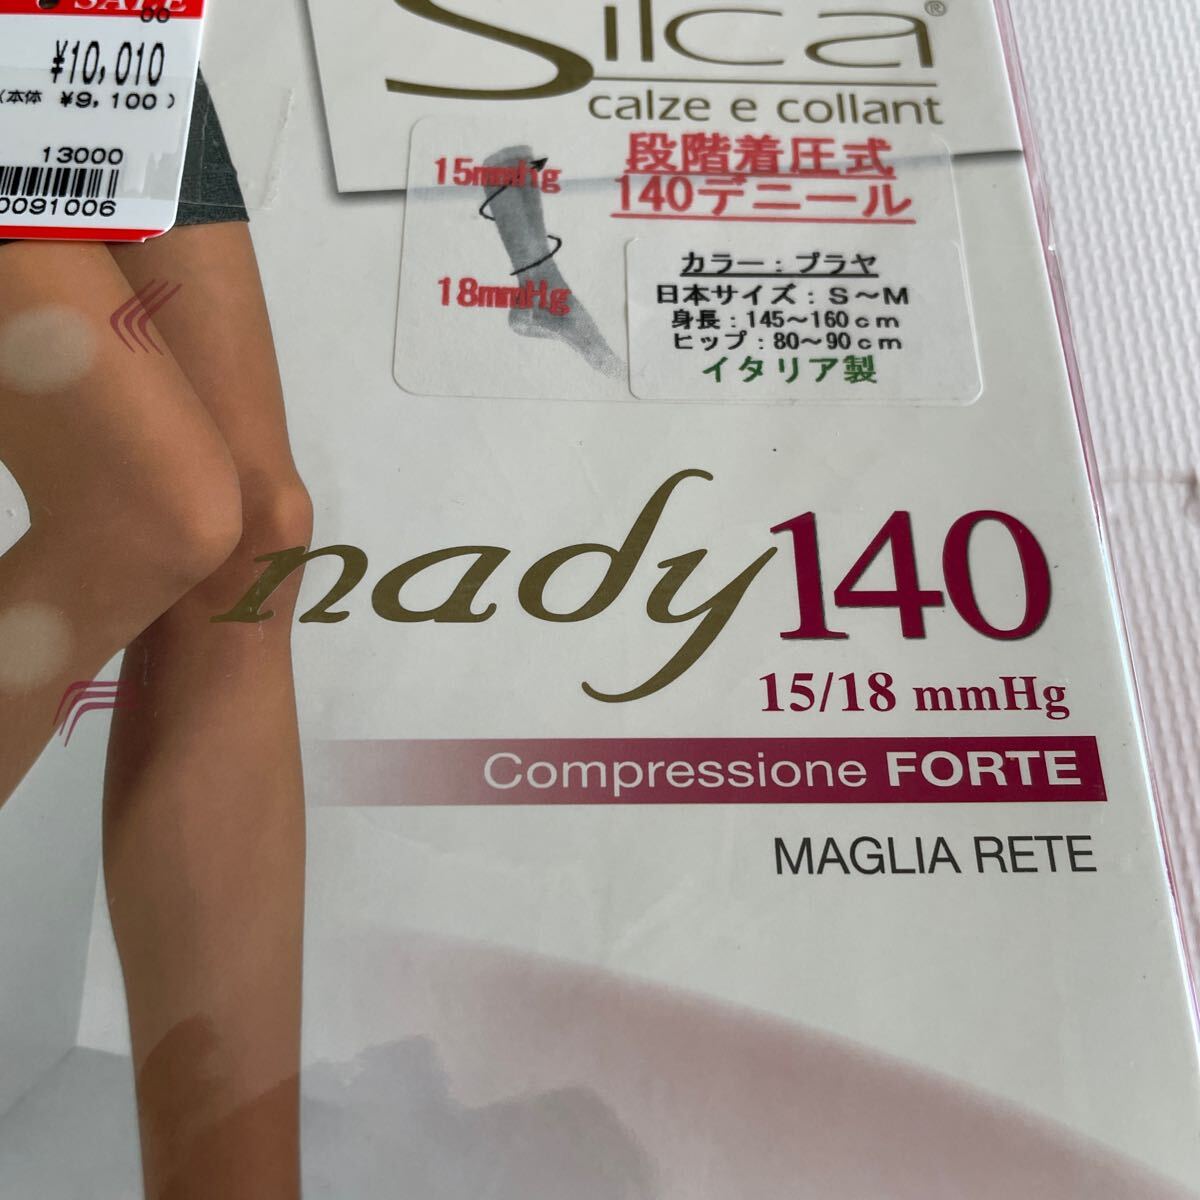 SALE
00
¥10,010
(本体 ¥9,100)
13000
0091006
Silca®
calze e collant
段階着圧式
140デニール
15mmHg
18mmHg
カラー:プラヤ
日本サイズ:S〜M
身長:145〜160cm
ヒップ:80〜90cm
イタリア製
nady140
15/18 mmHg
Compressione FORTE
MAGLIA RETE